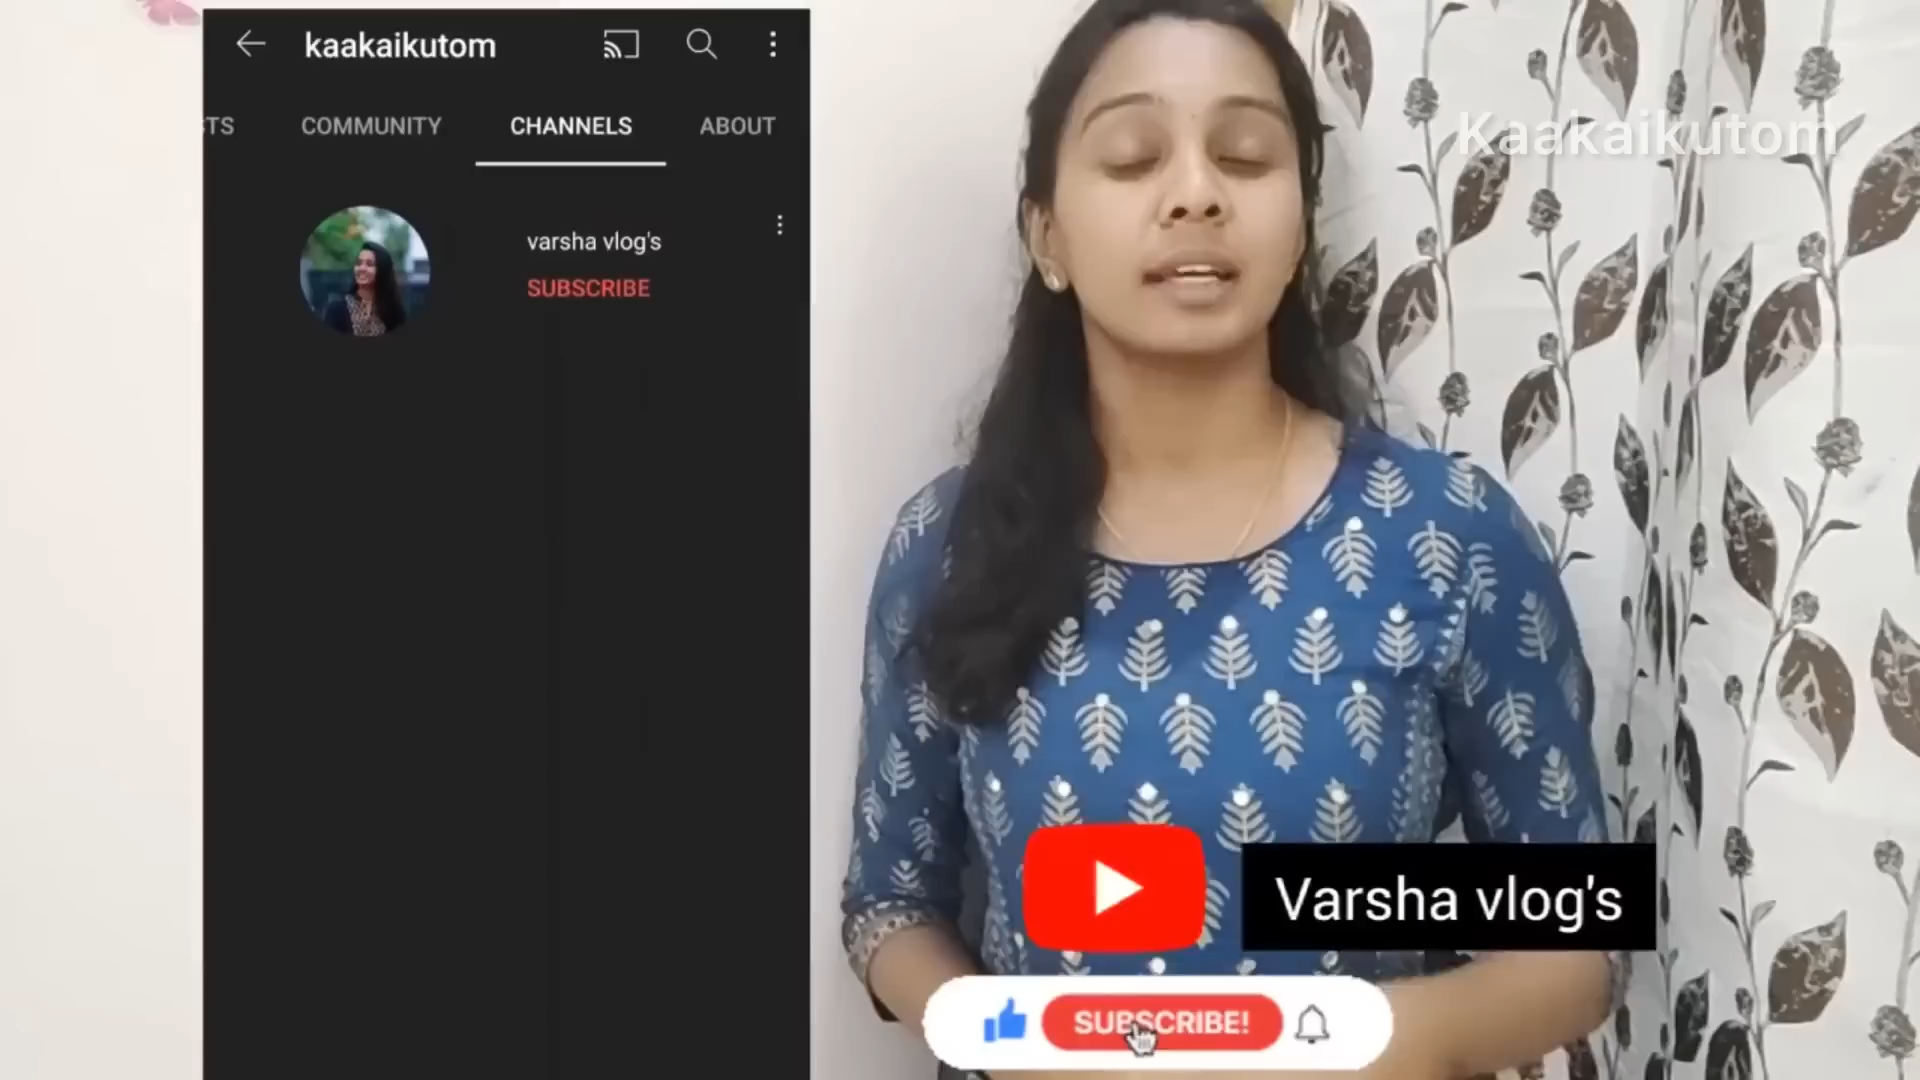 kaakaikutom
TS
COMMUNITY
CHANNELS
ABOUT
varsha vlog's
SUBSCRIBE
Kaakaikutom
Varsha vlog's
SUBSCRIBE!